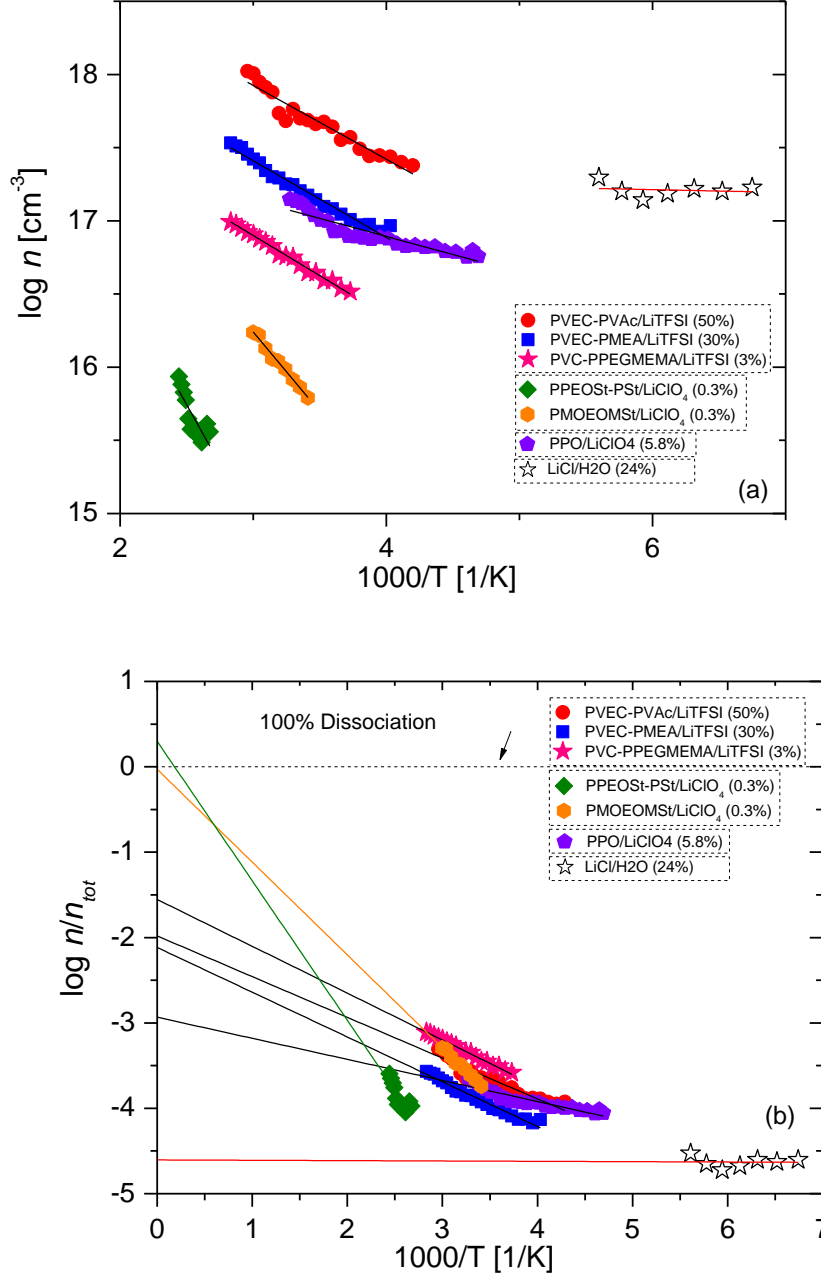 18
17
16
15
log n [cm⁻³]
PVEC-PVAc/LiTFSI (50%)
PVEC-PMEA/LiTFSI (30%)
PVC-PPEGMEMA/LiTFSI (3%)
PPEOSt-PSt/LiClO₄ (0.3%)
PMOEOMSt/LiClO₄ (0.3%)
PPO/LiClO4 (5.8%)
LiCl/H2O (24%)
(a)
2 4 6
1000/T [1/K]
1
0
-1
-2
-3
-4
-5
log n/nₜₒₜ
100% Dissociation
PVEC-PVAc/LiTFSI (50%)
PVEC-PMEA/LiTFSI (30%)
PVC-PPEGMEMA/LiTFSI (3%)
PPEOSt-PSt/LiClO₄ (0.3%)
PMOEOMSt/LiClO₄ (0.3%)
PPO/LiClO4 (5.8%)
LiCl/H2O (24%)
(b)
0 1 2 3 4 5 6 7
1000/T [1/K]